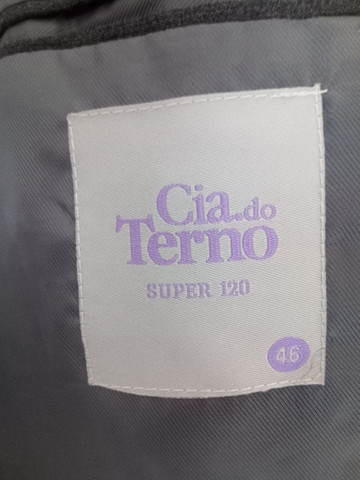 Cia.do
Terno
SUPER 120
46